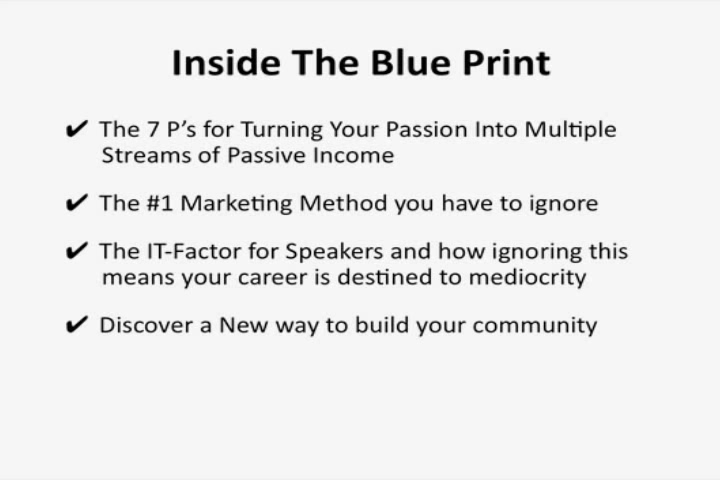 Inside The Blue Print
✔ The 7 P's for Turning Your Passion Into Multiple
Streams of Passive Income
✔ The #1 Marketing Method you have to ignore
✔ The IT-Factor for Speakers and how ignoring this
means your career is destined to mediocrity
✔ Discover a New way to build your community